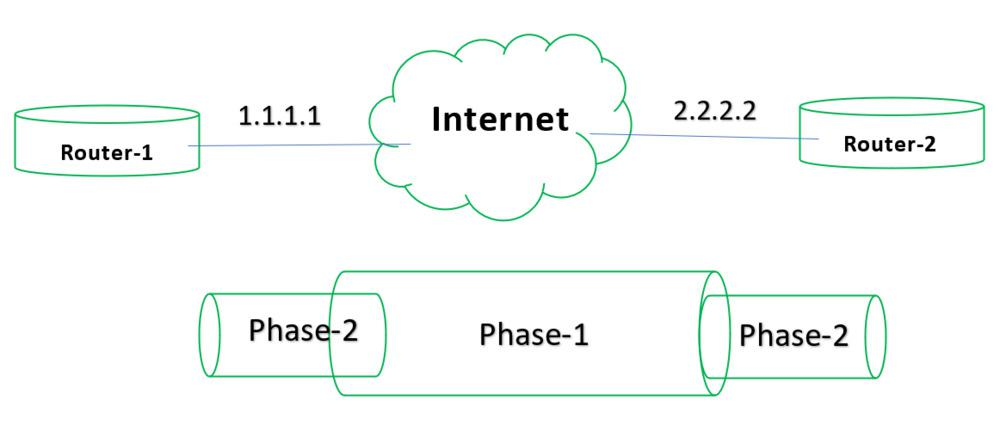 1.1.1.1
Internet
2.2.2.2
Router-1
Router-2
Phase-2
Phase-1
Phase-2